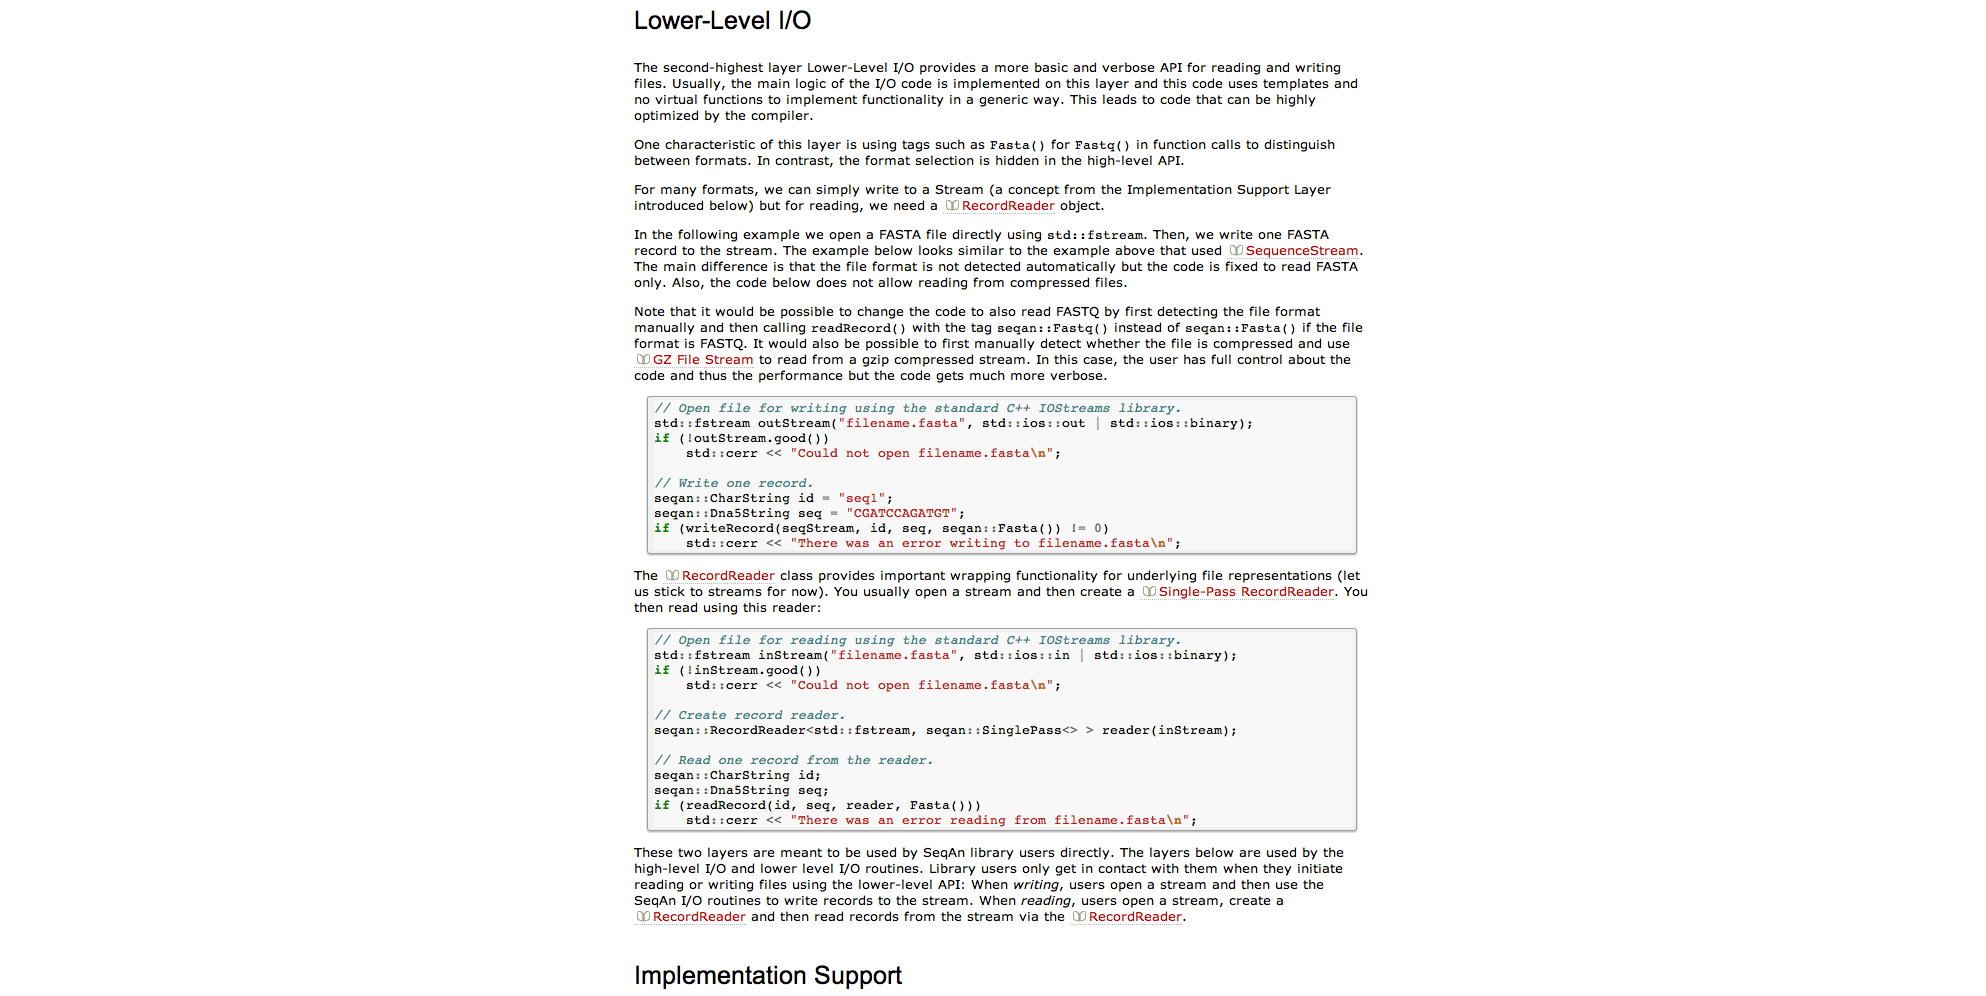 Lower-Level I/O
The second-highest layer Lower-Level I/O provides a more basic and verbose API for reading and writing
files. Usually, the main logic of the I/O code is implemented on this layer and this code uses templates and
no virtual functions to implement functionality in a generic way. This leads to code that can be highly
optimized by the compiler.
One characteristic of this layer is using tags such as Fasta() for Fastq() in function calls to distinguish
between formats. In contrast, the format selection is hidden in the high-level API.
For many formats, we can simply write to a Stream (a concept from the Implementation Support Layer
introduced below) but for reading, we need a RecordReader object.
In the following example we open a FASTA file directly using std::fstream. Then, we write one FASTA
record to the stream. The example below looks similar to the example above that used SequenceStream.
The main difference is that the file format is not detected automatically but the code is fixed to read FASTA
only. Also, the code below does not allow reading from compressed files.
Note that it would be possible to change the code to also read FASTQ by first detecting the file format
manually and then calling readRecord() with the tag seqan::Fastq() instead of seqan::Fasta() if the file
format is FASTQ. It would also be possible to first manually detect whether the file is compressed and use
GZ File Stream to read from a gzip compressed stream. In this case, the user has full control about the
code and thus the performance but the code gets much more verbose.
// Open file for writing using the standard C++ IOStreams library.
std::fstream outStream("filename.fasta", std::ios::out | std::ios::binary);
if (!outStream.good())
    std::cerr << "Could not open filename.fasta\n";
// Write one record.
seqan::CharString id = "seq1";
seqan::Dna5String seq = "CGATCCAGATGT";
if (writeRecord(seqStream, id, seq, seqan::Fasta()) != 0)
    std::cerr << "There was an error writing to filename.fasta\n";
The RecordReader class provides important wrapping functionality for underlying file representations (let
us stick to streams for now). You usually open a stream and then create a Single-Pass RecordReader. You
then read using this reader:
// Open file for reading using the standard C++ IOStreams library.
std::fstream inStream("filename.fasta", std::ios::in | std::ios::binary);
if (!inStream.good())
    std::cerr << "Could not open filename.fasta\n";
// Create record reader.
seqan::RecordReader<std::fstream, seqan::SinglePass<> > reader(inStream);
// Read one record from the reader.
seqan::CharString id;
seqan::Dna5String seq;
if (readRecord(id, seq, reader, Fasta()))
    std::cerr << "There was an error reading from filename.fasta\n";
These two layers are meant to be used by SeqAn library users directly. The layers below are used by the
high-level I/O and lower level I/O routines. Library users only get in contact with them when they initiate
reading or writing files using the lower-level API: When writing, users open a stream and then use the
SeqAn I/O routines to write records to the stream. When reading, users open a stream, create a
RecordReader and then read records from the stream via the RecordReader.
Implementation Support